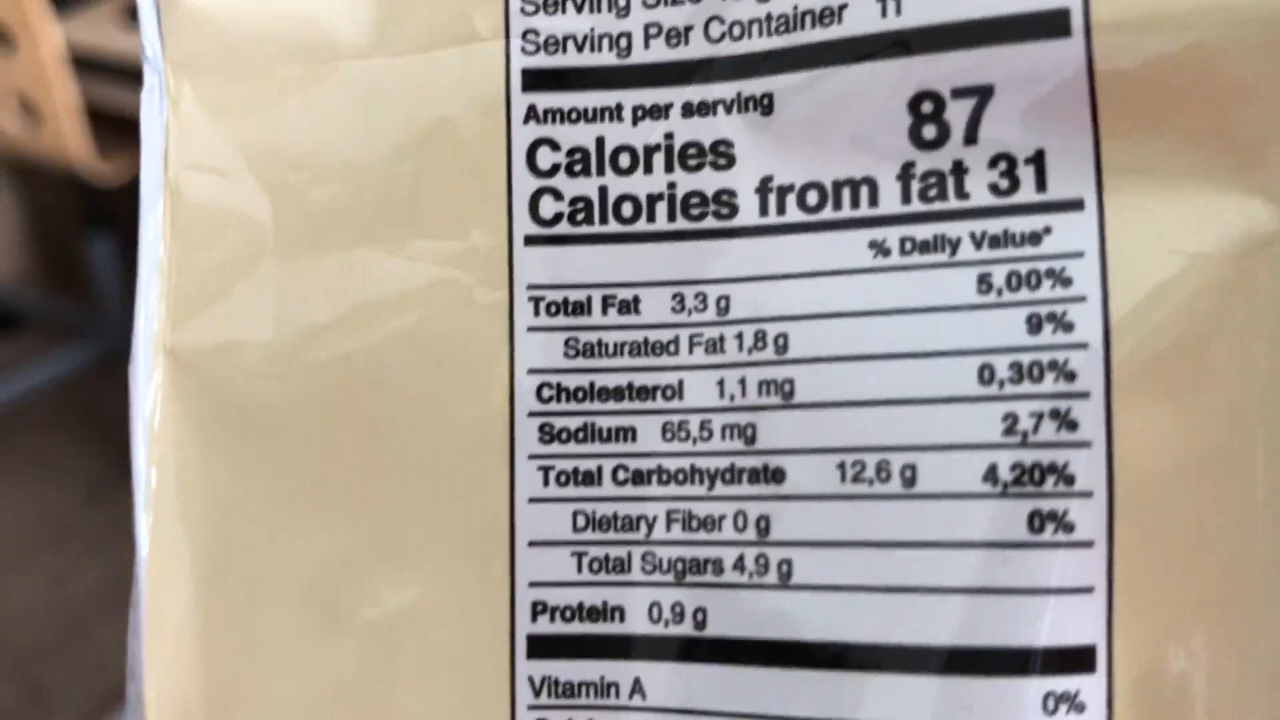 Serving Size
Serving Per Container 11
Amount per serving
Calories 87
Calories from fat 31
% Daily Value*
Total Fat 3,3 g 5,00%
Saturated Fat 1,8 g 9%
Cholesterol 1,1 mg 0,30%
Sodium 65,5 mg 2,7%
Total Carbohydrate 12,6 g 4,20%
Dietary Fiber 0 g 0%
Total Sugars 4,9 g
Protein 0,9 g
Vitamin A 0%